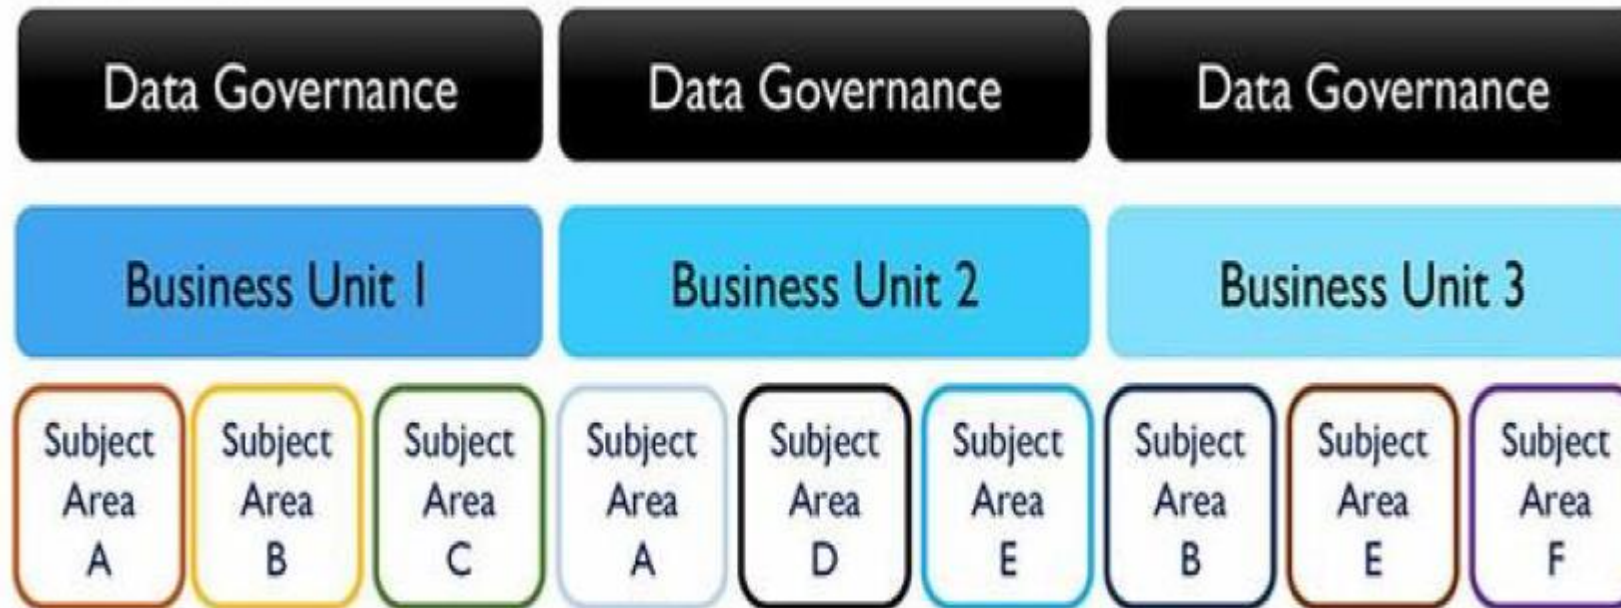 Data Governance
Data Governance
Data Governance
Business Unit 1
Business Unit 2
Business Unit 3
Subject
Area
A
Subject
Area
B
Subject
Area
C
Subject
Area
A
Subject
Area
D
Subject
Area
E
Subject
Area
B
Subject
Area
E
Subject
Area
F